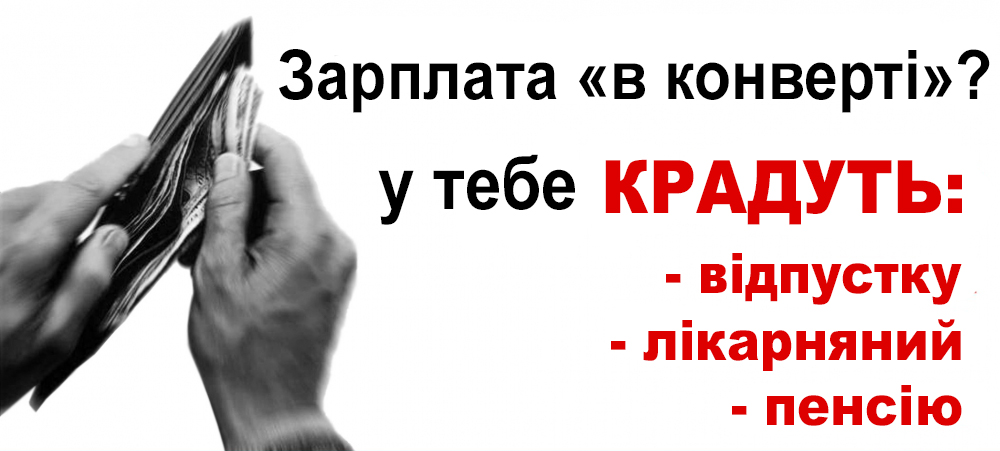 Зарплата «в конверті»?
у тебе КРАДУТЬ:
- відпустку
- лікарняний
- пенсію